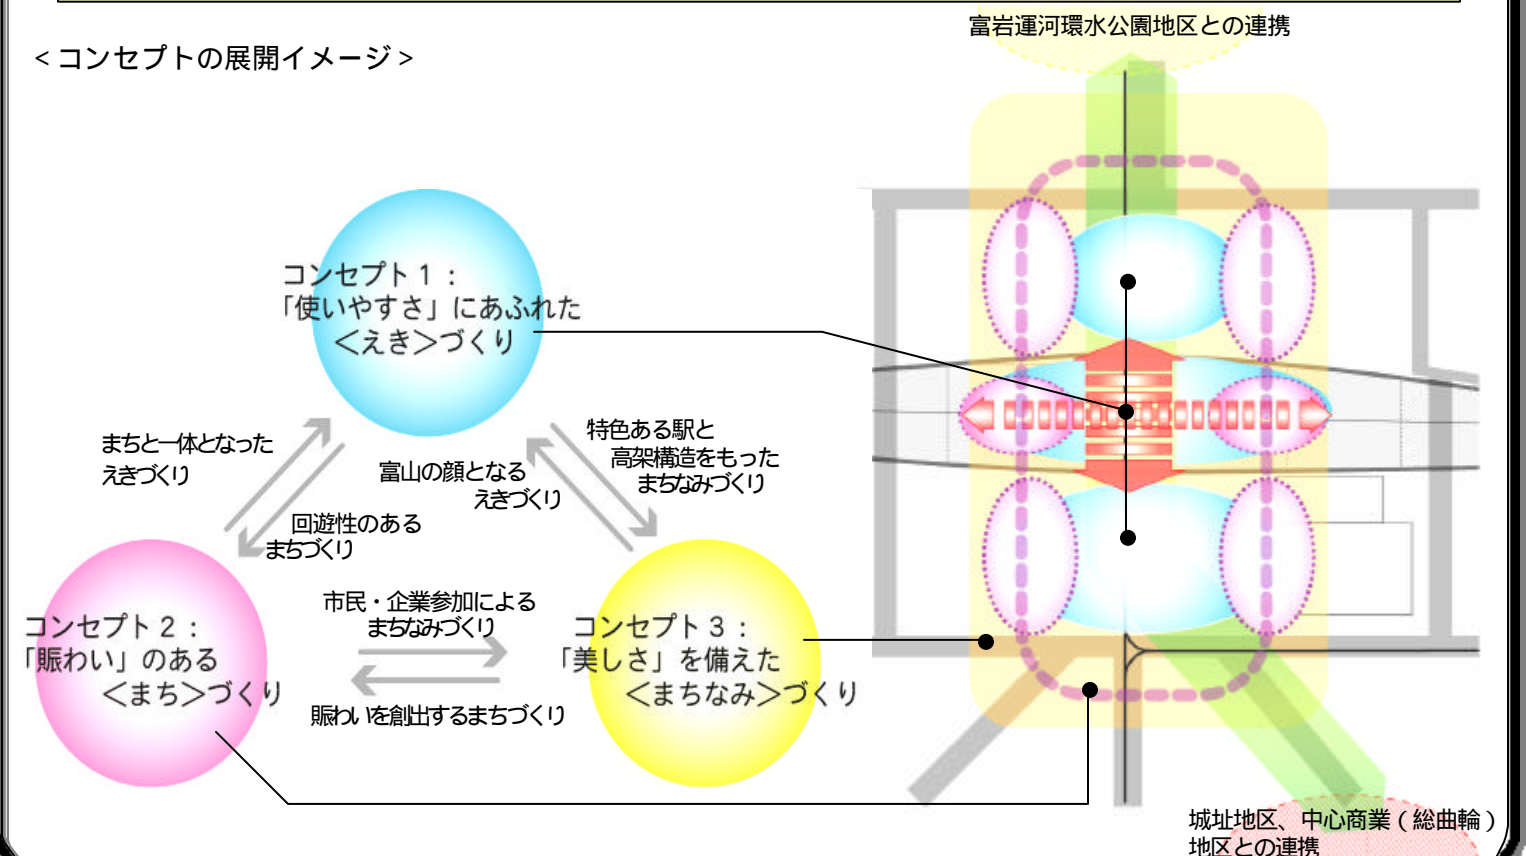 富岩運河環水公園地区との連携
<コンセプトの展開イメージ>
コンセプト1：
「使いやすさ」にあふれた
＜えき＞づくり
まちと一体となった
えきづくり
富山の顔となる
えきづくり
特色ある駅と
高架構造をもった
まちなみづくり
回遊性のある
まちづくり
市民・企業参加による
まちなみづくり
コンセプト2：
「賑わい」のある
＜まち＞づくり
コンセプト3：
「美しさ」を備えた
＜まちなみ＞づくり
賑わいを創出するまちづくり
城址地区、中心商業（総曲輪）
地区との連携